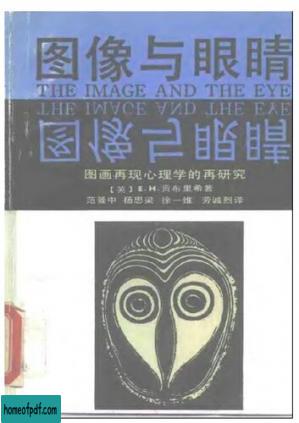 图像与眼睛
THE IMAGE AND THE EYE
THE IMAGE AND THE EYE
图像与眼睛
图画再现心理学的再研究
〔英〕E.H.贡布里希著
范景中 杨思梁 徐一维 劳诚烈译
homeofpdf.com
homeofpdf.com